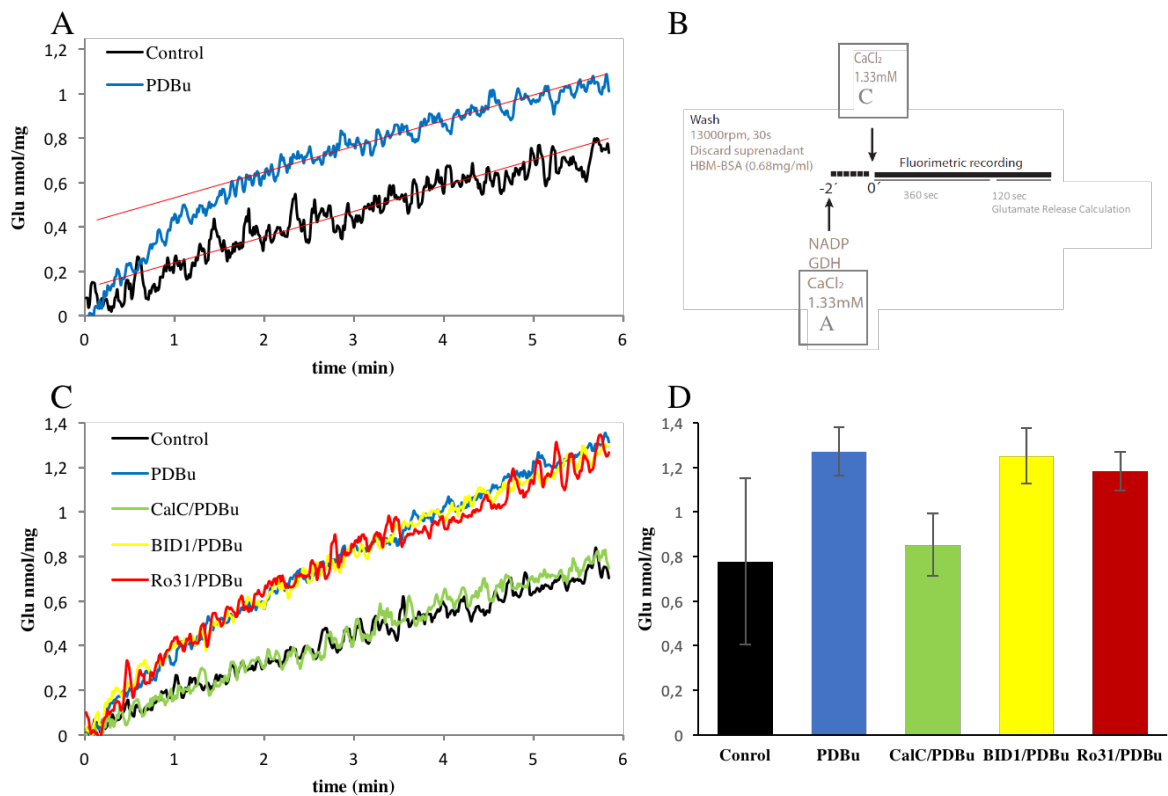 A
1,2
1
0,8
0,6
0,4
0,2
0
Glu nmol/mg
Control
PDBu
0
1
2
3
4
5
6
time (min)
B
CaCl₂
1.33mM
C
Wash
13000rpm, 30s
Discard suprenadant
HBM-BSA (0.68mg/ml)
Fluorimetric recording
-2´
0´
360 sec
120 sec
Glutamate Release Calculation
NADP
GDH
CaCl₂
1.33mM
A
C
1,4
1,2
1
0,8
0,6
0,4
0,2
0
Glu nmol/mg
Control
PDBu
CalC/PDBu
BID1/PDBu
Ro31/PDBu
0
1
2
3
4
5
6
time (min)
D
1,4
1,2
1
0,8
0,6
0,4
0,2
0
Glu nmol/mg
Conrol
PDBu
CalC/PDBu
BID1/PDBu
Ro31/PDBu